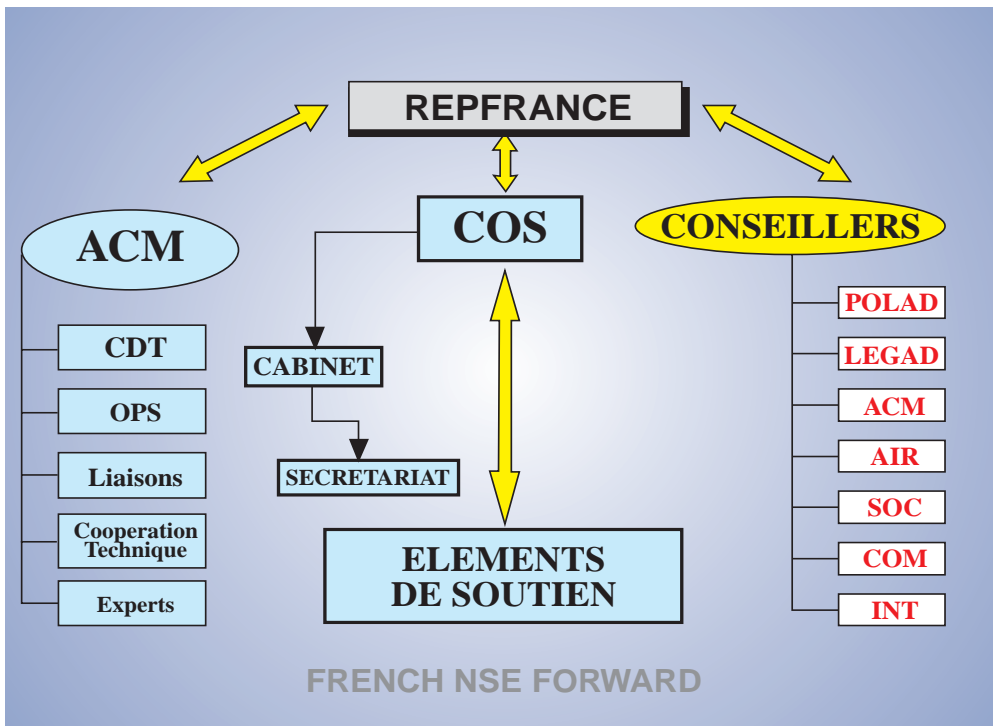 REPFRANCE
ACM
CDT
OPS
Liaisons
Cooperation
Technique
Experts
COS
CABINET
SECRETARIAT
ELEMENTS
DE SOUTIEN
CONSEILLERS
POLAD
LEGAD
ACM
AIR
SOC
COM
INT
FRENCH NSE FORWARD